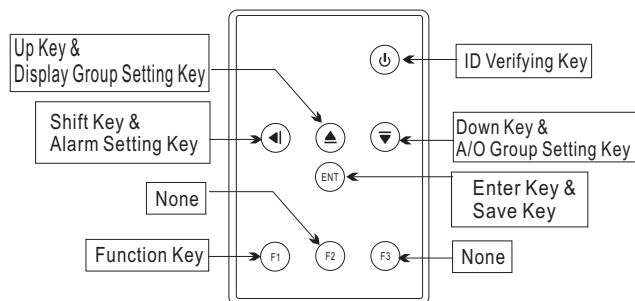 Up Key &
Display Group Setting Key
ID Verifying Key
Shift Key &
Alarm Setting Key
Down Key &
A/O Group Setting Key
ENT
Enter Key &
Save Key
None
Function Key
F1
F2
F3
None